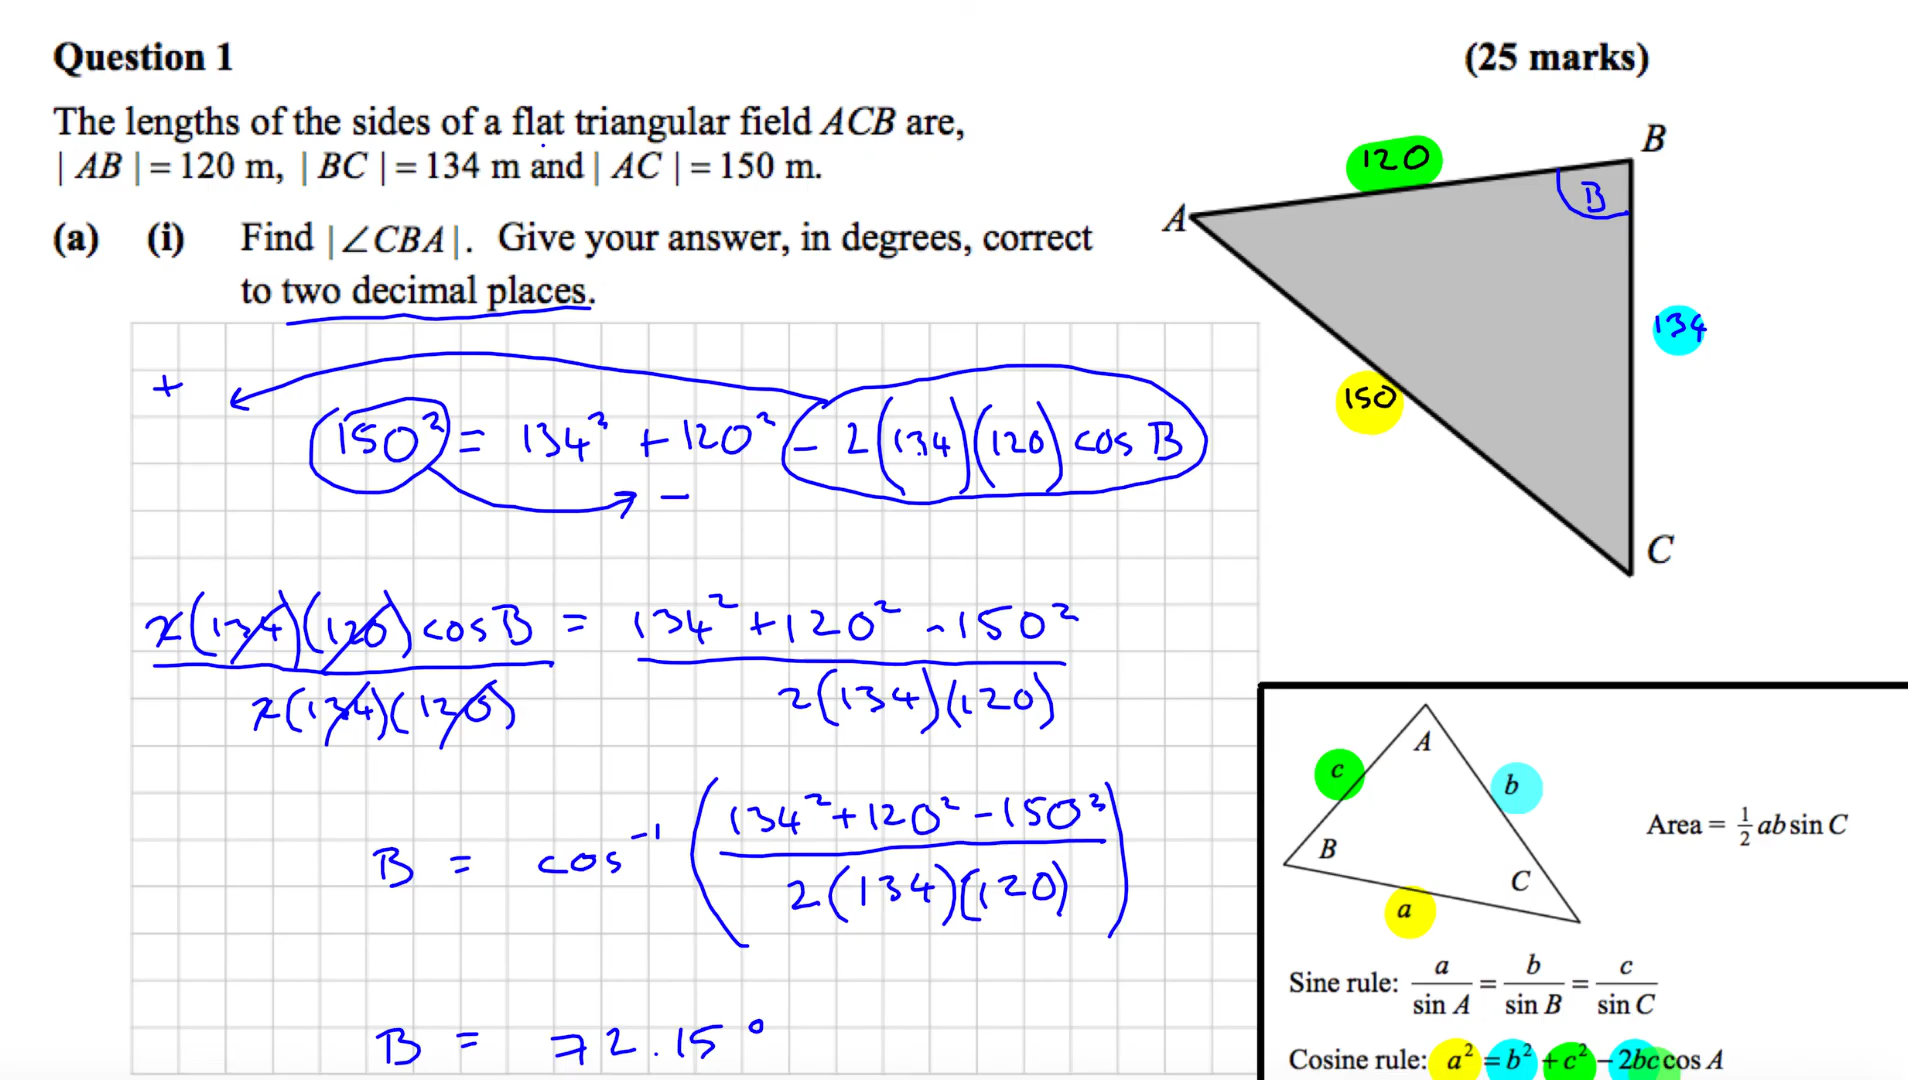 Question 1 (25 marks)
The lengths of the sides of a flat triangular field ACB are,
| AB | = 120 m, | BC | = 134 m and | AC | = 150 m.
(a) (i) Find |∠CBA|. Give your answer, in degrees, correct
to two decimal places.
B
120
B
A
134
150
C
+
150² = 134² + 120² - 2(134)(120) cos B
-
2(134)(120) cos B = 134² + 120² - 150²
2(134)(120) 2(134)(120)
B = cos⁻¹ (134² + 120² - 150² / 2(134)(120))
B = 72.15°
A
c
b
B
C
a
Area = ½ ab sin C
Sine rule: a/sin A = b/sin B = c/sin C
Cosine rule: a² = b² + c² – 2bc cos A